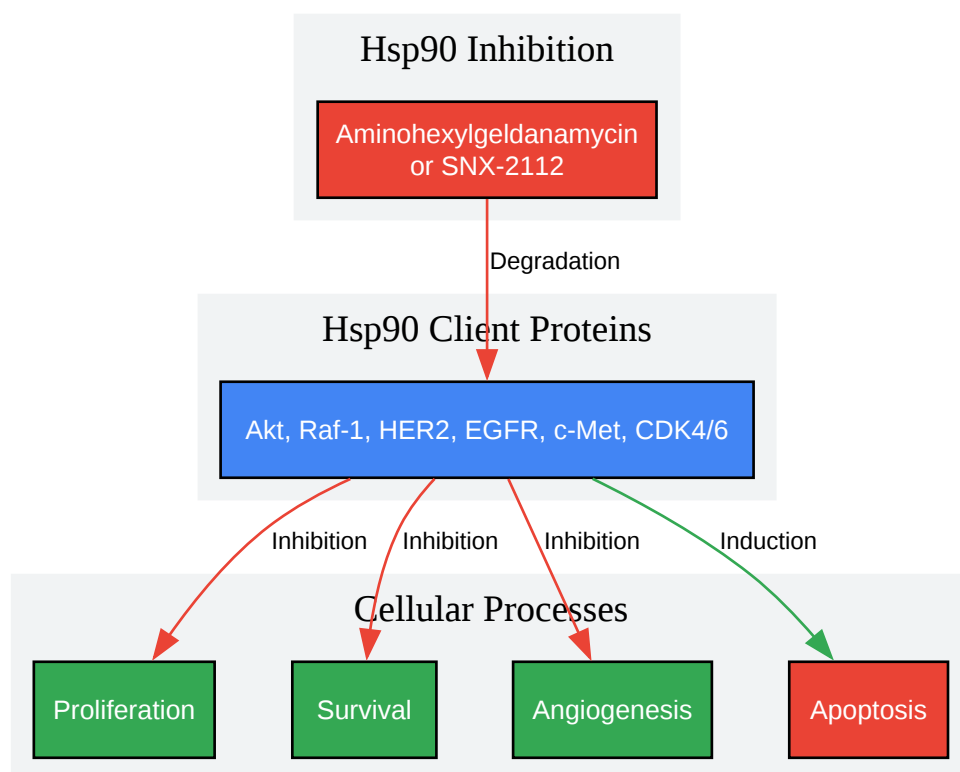 Hsp90 Inhibition
Aminohexylgeldanamycin
or SNX-2112
Degradation
Hsp90 Client Proteins
Akt, Raf-1, HER2, EGFR, c-Met, CDK4/6
Inhibition
Inhibition
Inhibition
Induction
Cellular Processes
Proliferation
Survival
Angiogenesis
Apoptosis